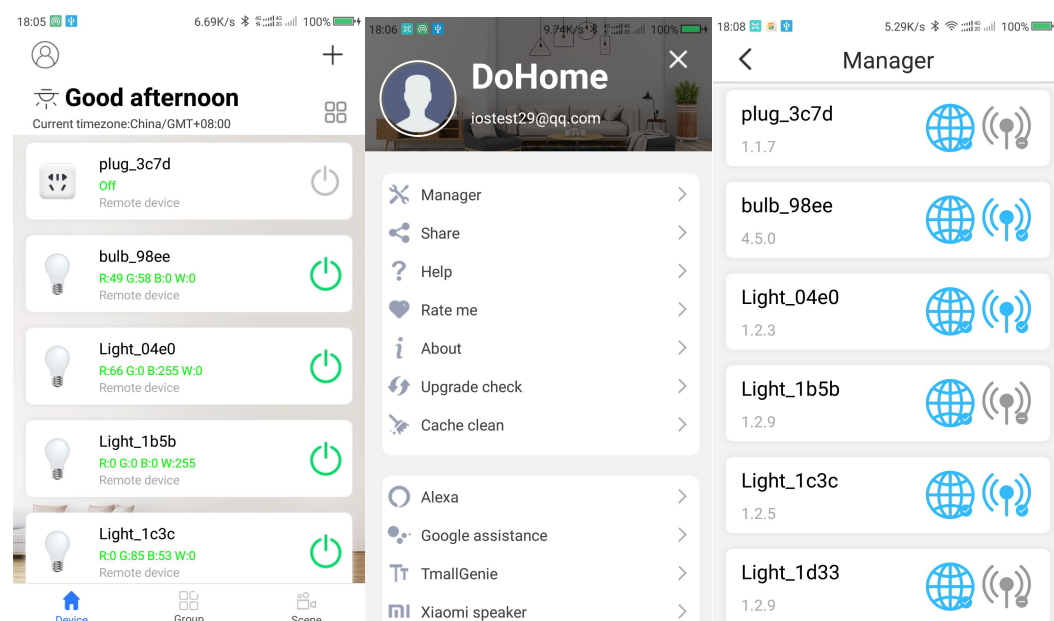 18:05
6.69K/s
100%
Good afternoon
Current timezone:China/GMT+08:00
plug_3c7d
Off
Remote device
bulb_98ee
R:49 G:58 B:0 W:0
Remote device
Light_04e0
R:66 G:0 B:255 W:0
Remote device
Light_1b5b
R:0 G:0 B:0 W:255
Remote device
Light_1c3c
R:0 G:85 B:53 W:0
Remote device
Device
Group
Scene
18:06
9.74K/s
100%
DoHome
iostest29@qq.com
Manager
Share
Help
Rate me
About
Upgrade check
Cache clean
Alexa
Google assistance
TmallGenie
Xiaomi speaker
18:08
5.29K/s
100%
Manager
plug_3c7d
1.1.7
bulb_98ee
4.5.0
Light_04e0
1.2.3
Light_1b5b
1.2.9
Light_1c3c
1.2.5
Light_1d33
1.2.9